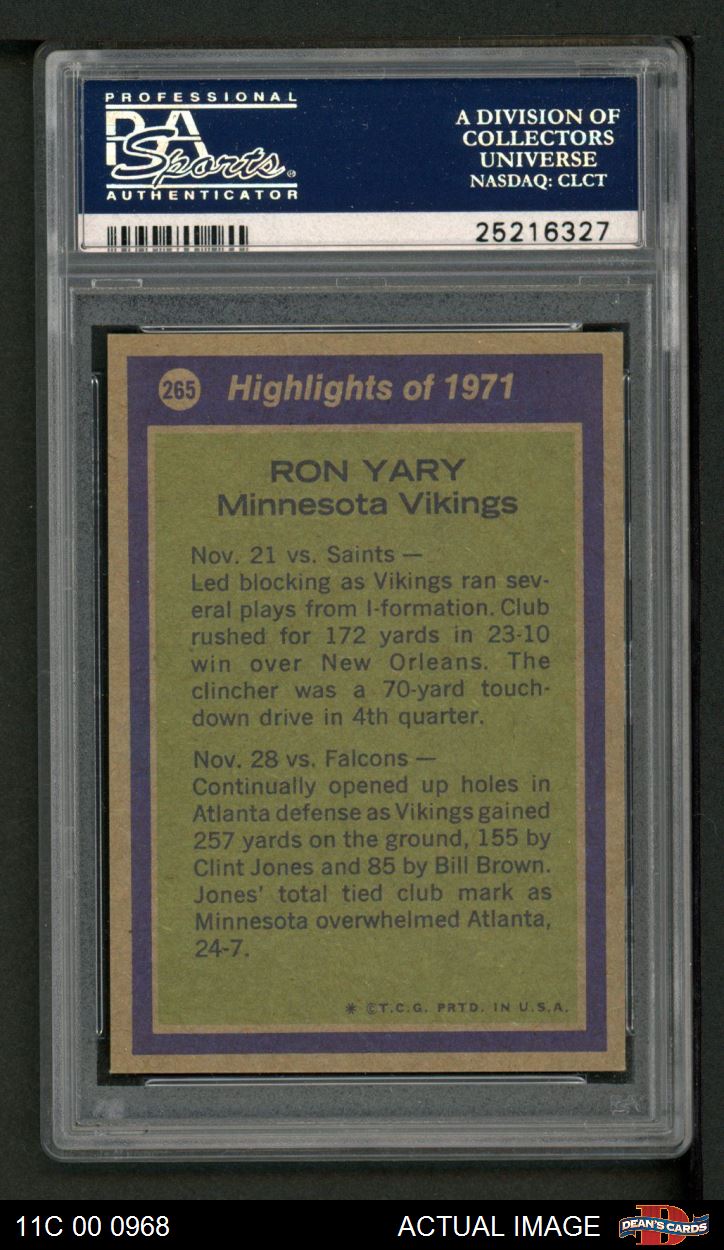 PROFESSIONAL
PSA
Sports
AUTHENTICATOR
A DIVISION OF
COLLECTORS
UNIVERSE
NASDAQ: CLCT
25216327
265 Highlights of 1971
RON YARY
Minnesota Vikings
Nov. 21 vs. Saints —
Led blocking as Vikings ran sev-
eral plays from I-formation. Club
rushed for 172 yards in 23-10
win over New Orleans. The
clincher was a 70-yard touch-
down drive in 4th quarter.
Nov. 28 vs. Falcons —
Continually opened up holes in
Atlanta defense as Vikings gained
257 yards on the ground, 155 by
Clint Jones and 85 by Bill Brown.
Jones' total tied club mark as
Minnesota overwhelmed Atlanta,
24-7.
* ©T.C.G. PRTD. IN U.S.A.
11C 00 0968
ACTUAL IMAGE
D
DEAN'S CARDS